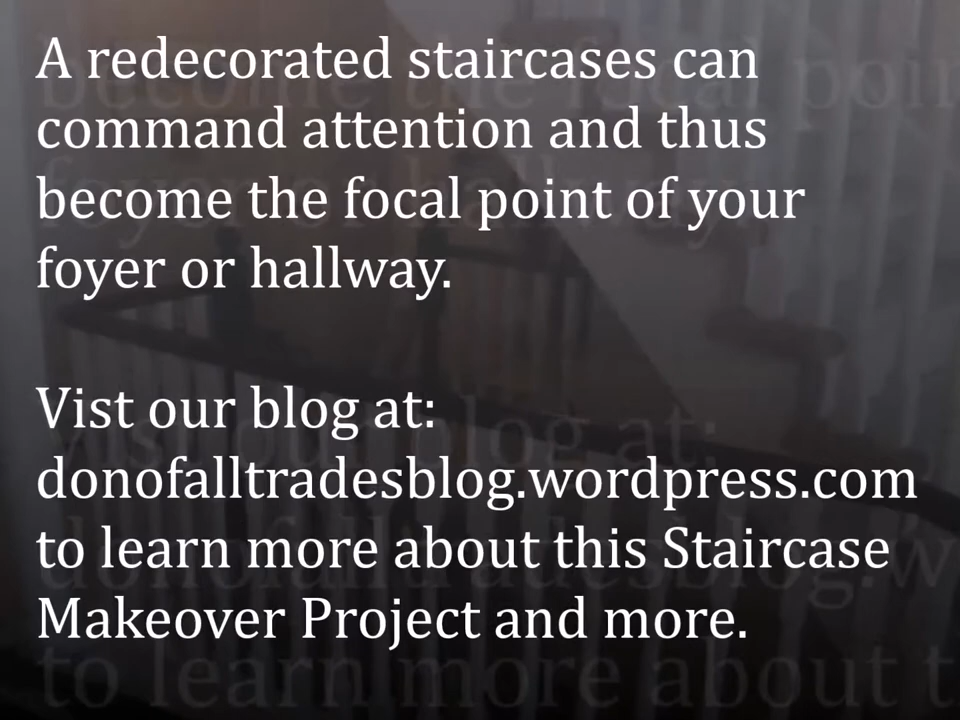 A redecorated staircases can
command attention and thus
become the focal point of your
foyer or hallway.
Vist our blog at:
donofalltradesblog.wordpress.com
to learn more about this Staircase
Makeover Project and more.